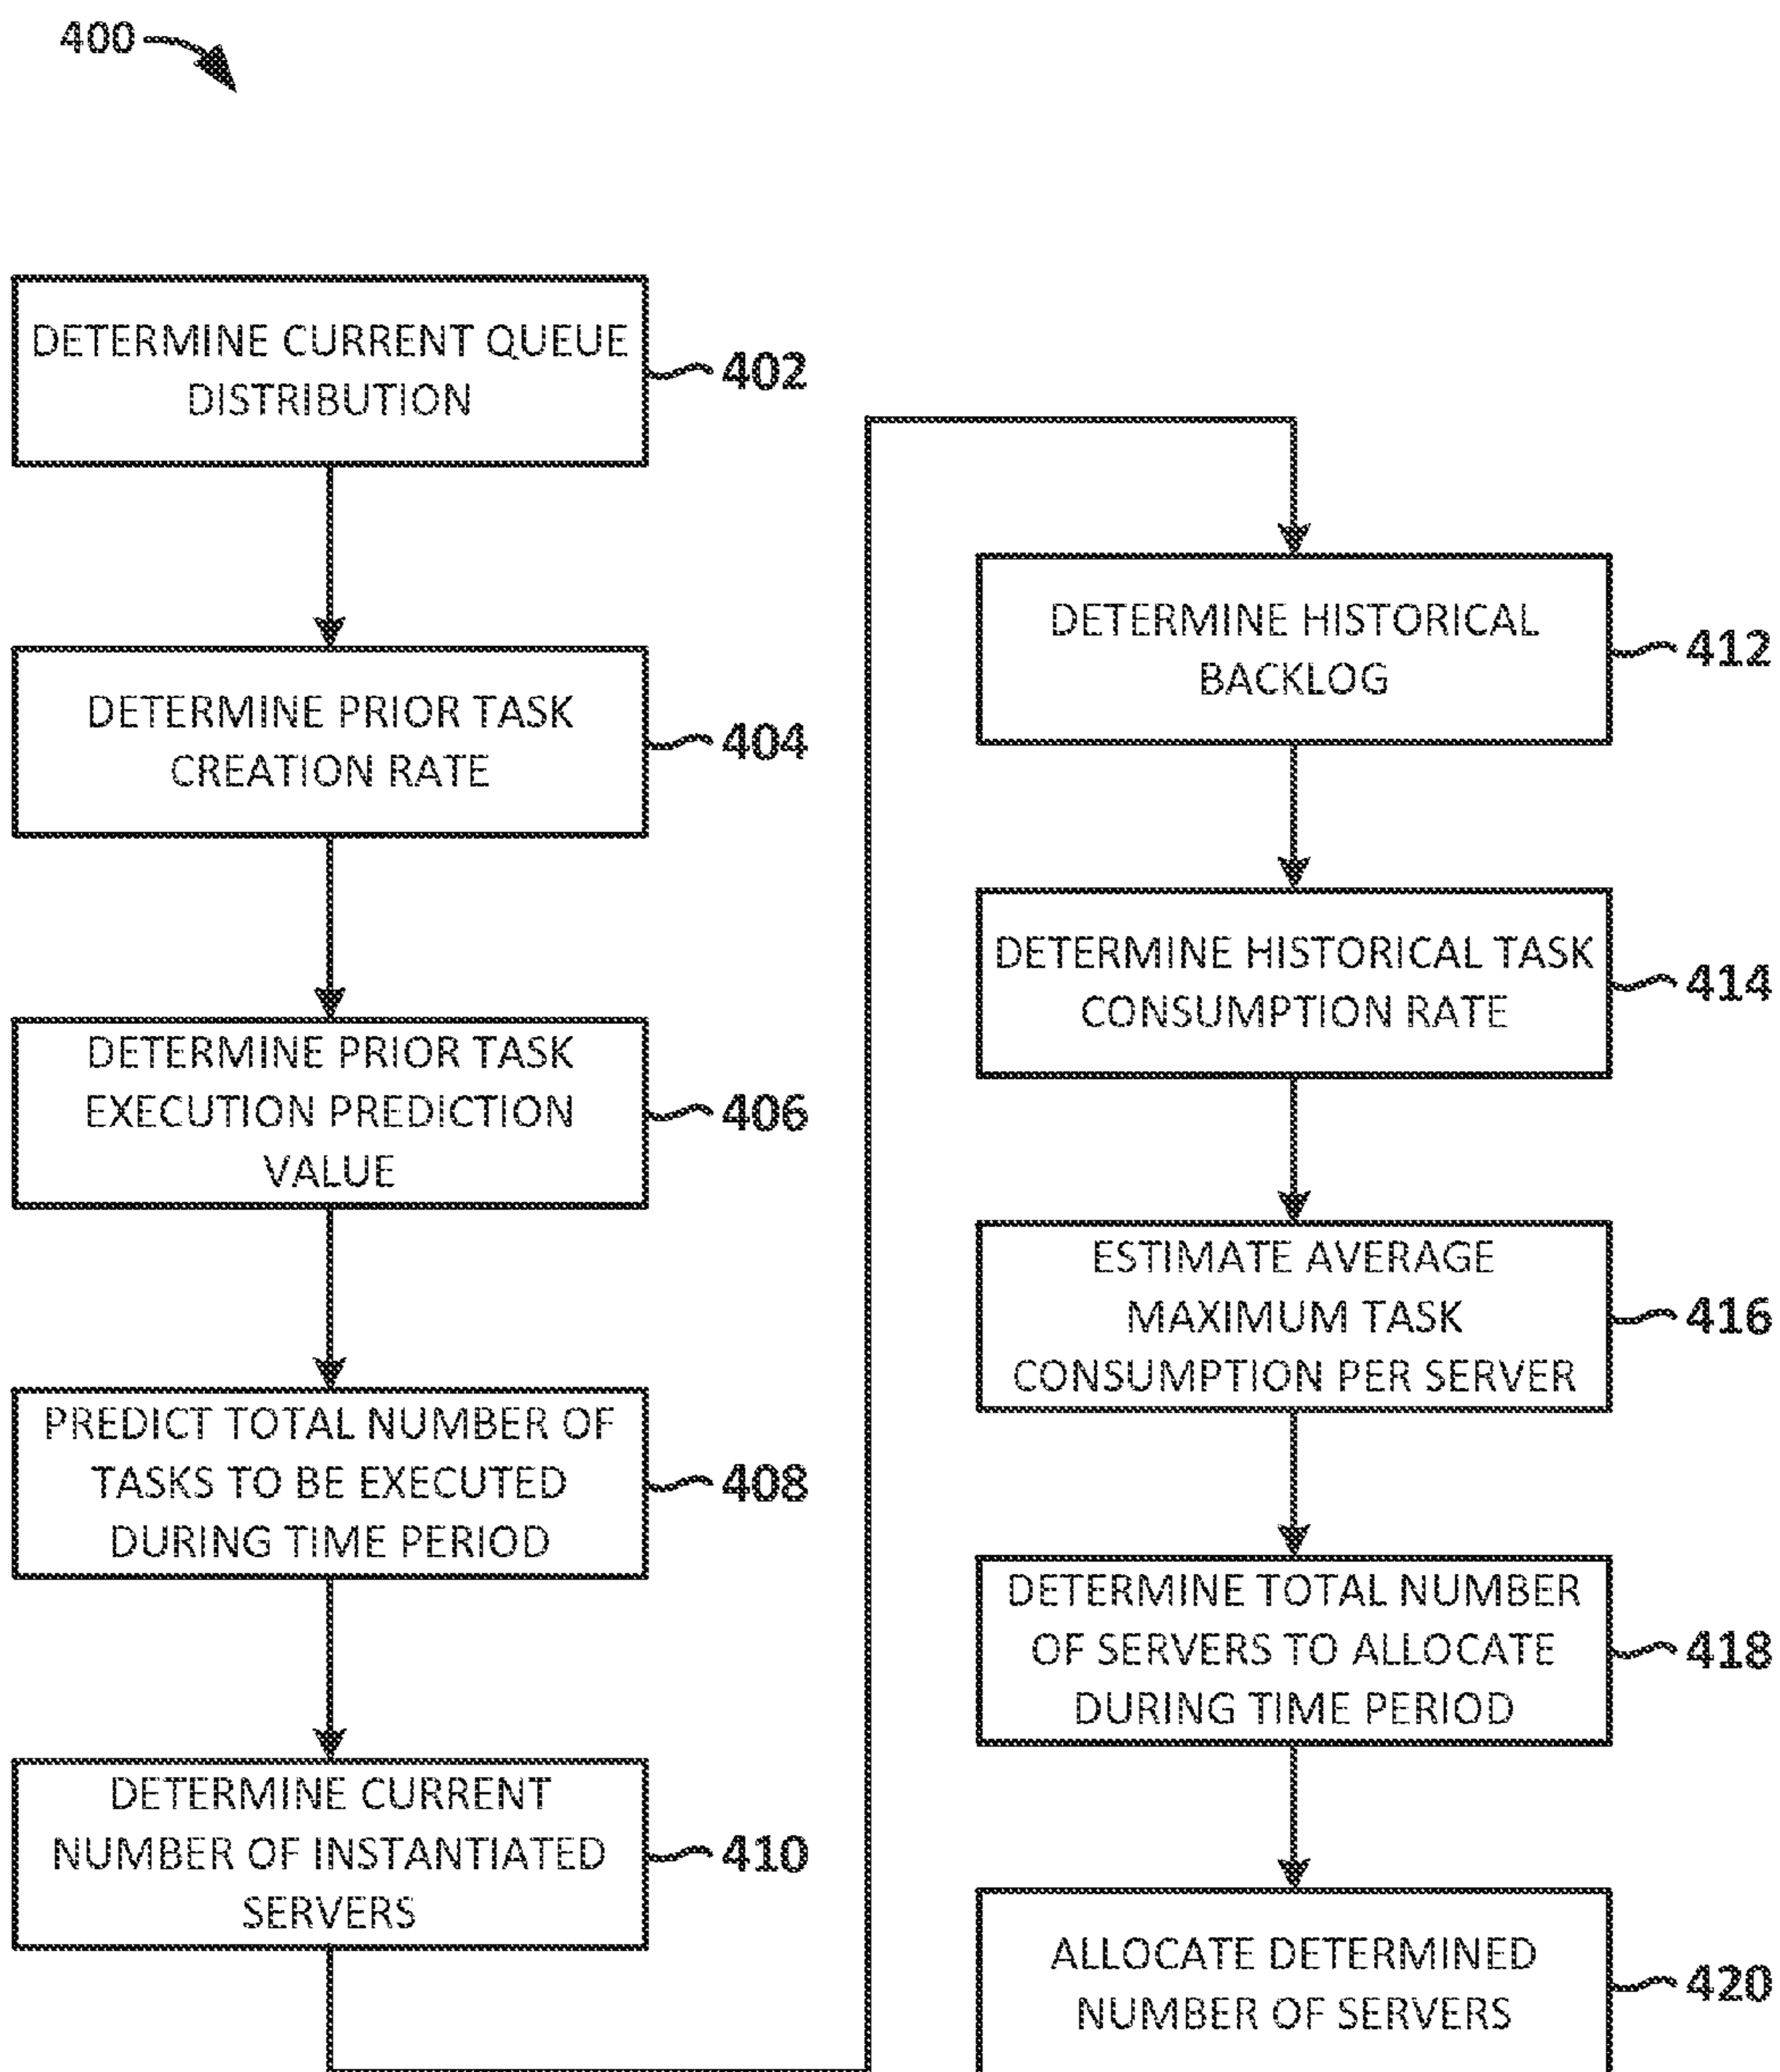 400
DETERMINE CURRENT QUEUE
DISTRIBUTION
402
DETERMINE PRIOR TASK
CREATION RATE
404
DETERMINE PRIOR TASK
EXECUTION PREDICTION
VALUE
406
PREDICT TOTAL NUMBER OF
TASKS TO BE EXECUTED
DURING TIME PERIOD
408
DETERMINE CURRENT
NUMBER OF INSTANTIATED
SERVERS
410
DETERMINE HISTORICAL
BACKLOG
412
DETERMINE HISTORICAL TASK
CONSUMPTION RATE
414
ESTIMATE AVERAGE
MAXIMUM TASK
CONSUMPTION PER SERVER
416
DETERMINE TOTAL NUMBER
OF SERVERS TO ALLOCATE
DURING TIME PERIOD
418
ALLOCATE DETERMINED
NUMBER OF SERVERS
420